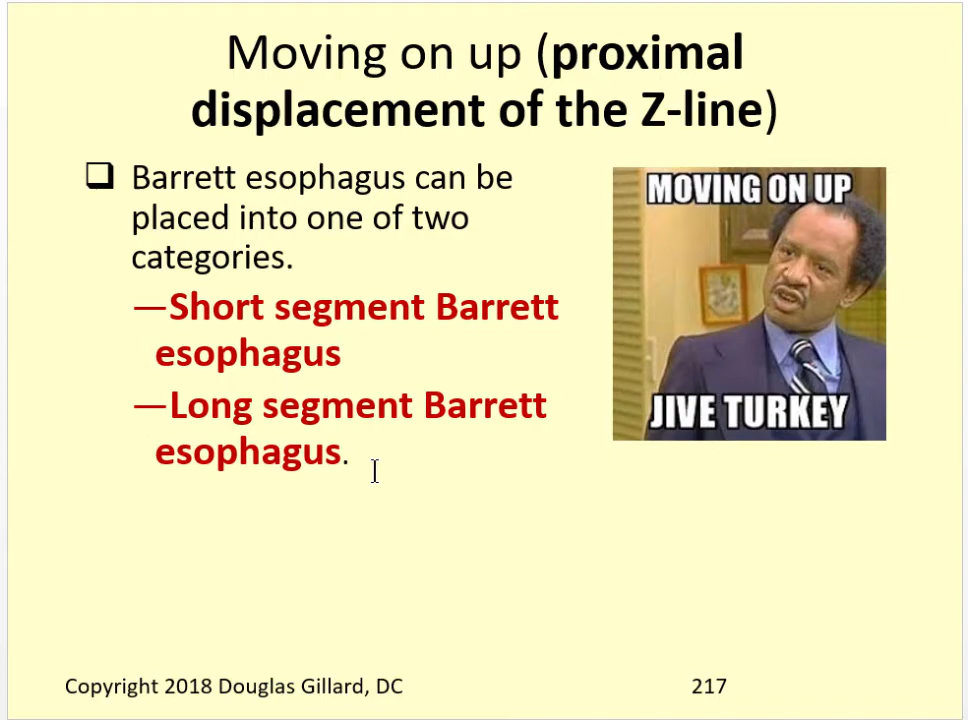 Moving on up (proximal
displacement of the Z-line)
❑ Barrett esophagus can be
placed into one of two
categories.
—Short segment Barrett
esophagus
—Long segment Barrett
esophagus.
MOVING ON UP
JIVE TURKEY
Copyright 2018 Douglas Gillard, DC
217